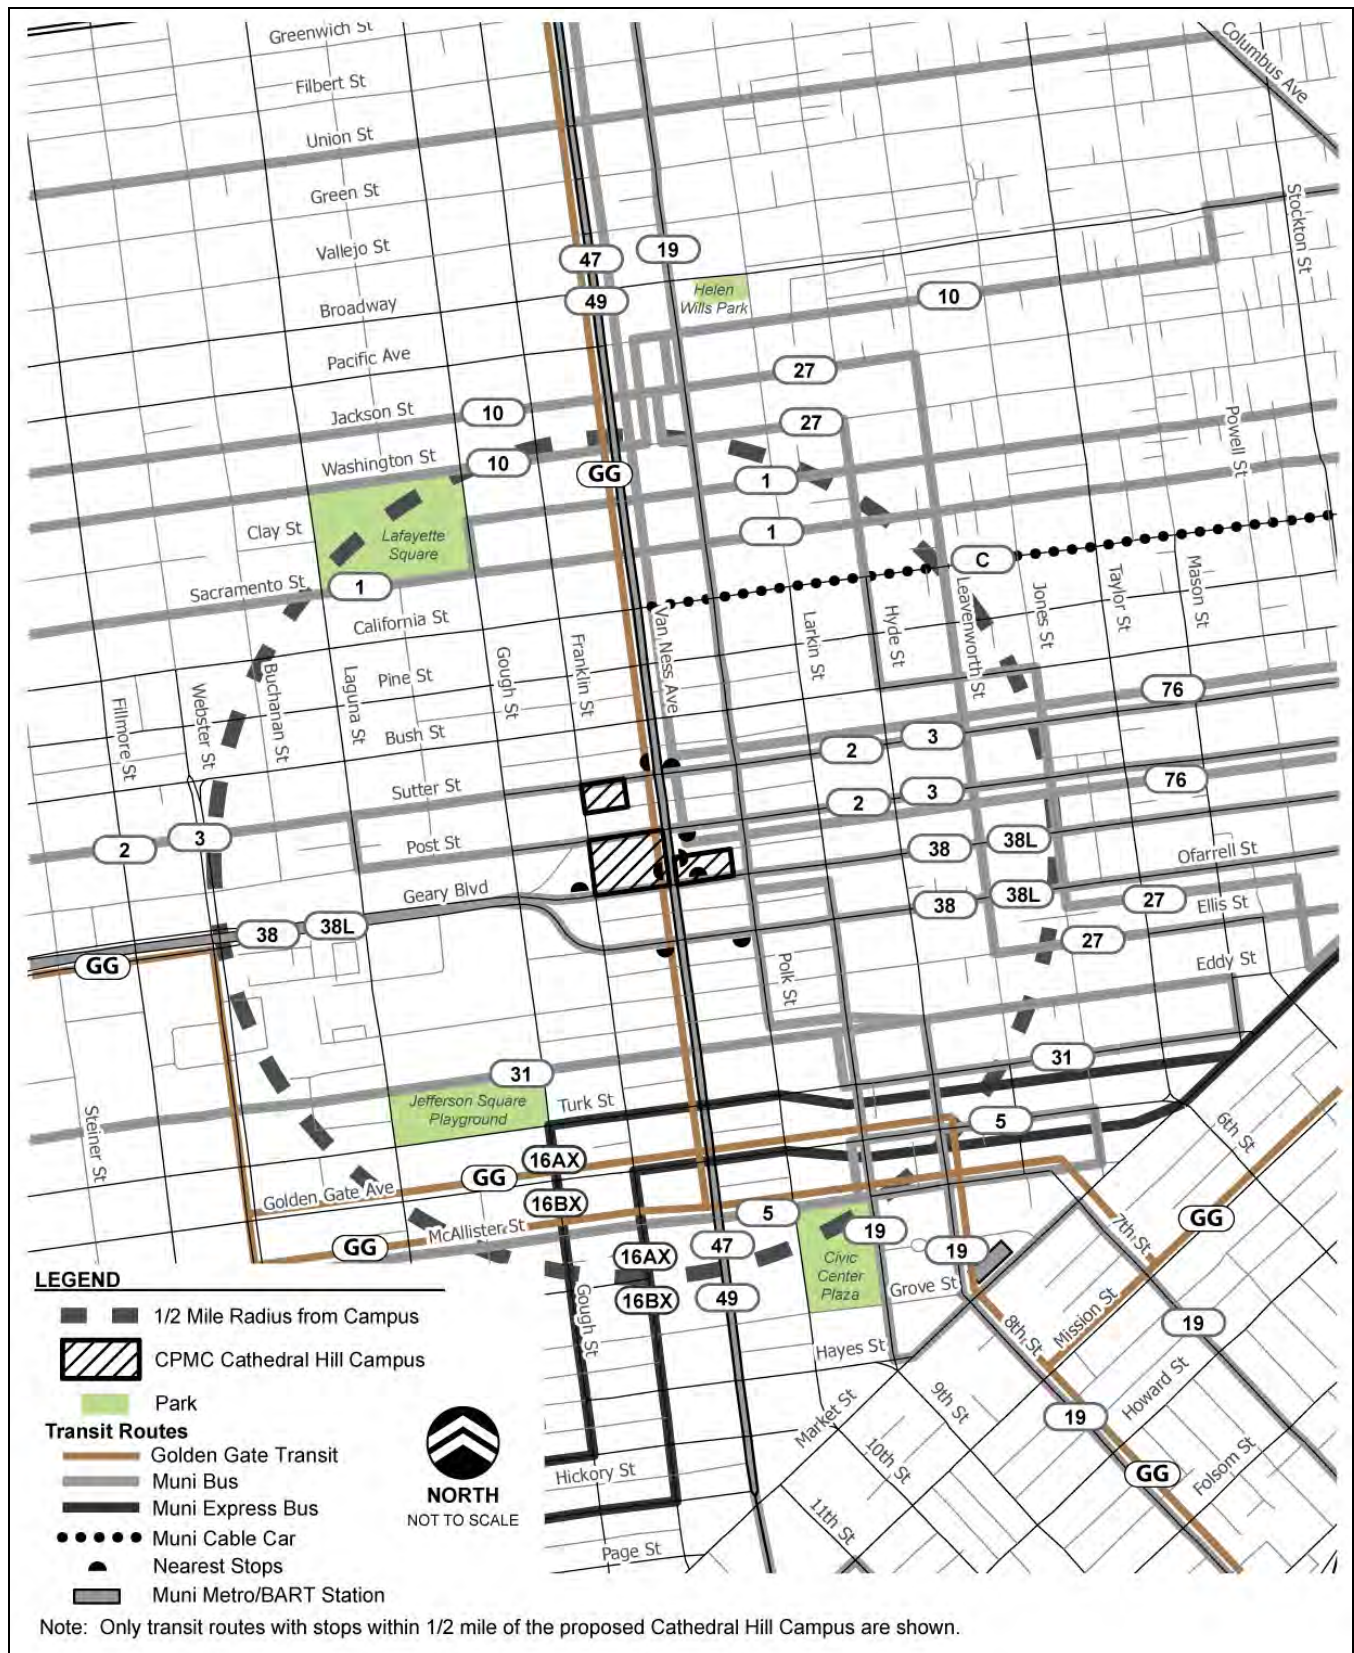 Greenwich St
Columbus Ave
Filbert St
Union St
Green St
Stockton St
Vallejo St
47
19
49
Helen
Wills Park
10
Broadway
Pacific Ave
27
Jackson St
10
27
Powell St
Washington St
10
GG
1
Clay St
Lafayette
Square
1
C
Sacramento St
1
California St
Van Ness Ave
Larkin St
Hyde St
Leavenworth St
Jones St
Taylor St
Mason St
Fillmore St
Webster St
Buchanan St
Laguna St
Pine St
Gough St
Franklin St
76
Bush St
2
3
Sutter St
76
2
3
2
3
Post St
38
38L
Ofarrell St
Geary Blvd
38
38L
27
Ellis St
38
38L
27
GG
Polk St
Eddy St
31
31
Steiner St
Jefferson Square
Playground
Turk St
5
6th St
16AX
GG
Golden Gate Ave
16BX
5
GG
McAllister St
GG
19
7th St
47
16AX
19
Civic
Center
Plaza
Grove St
49
16BX
Gough St
8th St
Mission St
19
Hayes St
9th St
Howard St
Market St
19
10th St
GG
Folsom St
Hickory St
11th St
Page St
LEGEND
1/2 Mile Radius from Campus
CPMC Cathedral Hill Campus
Park
Transit Routes
Golden Gate Transit
Muni Bus
Muni Express Bus
Muni Cable Car
Nearest Stops
Muni Metro/BART Station
NORTH
NOT TO SCALE
Note: Only transit routes with stops within 1/2 mile of the proposed Cathedral Hill Campus are shown.